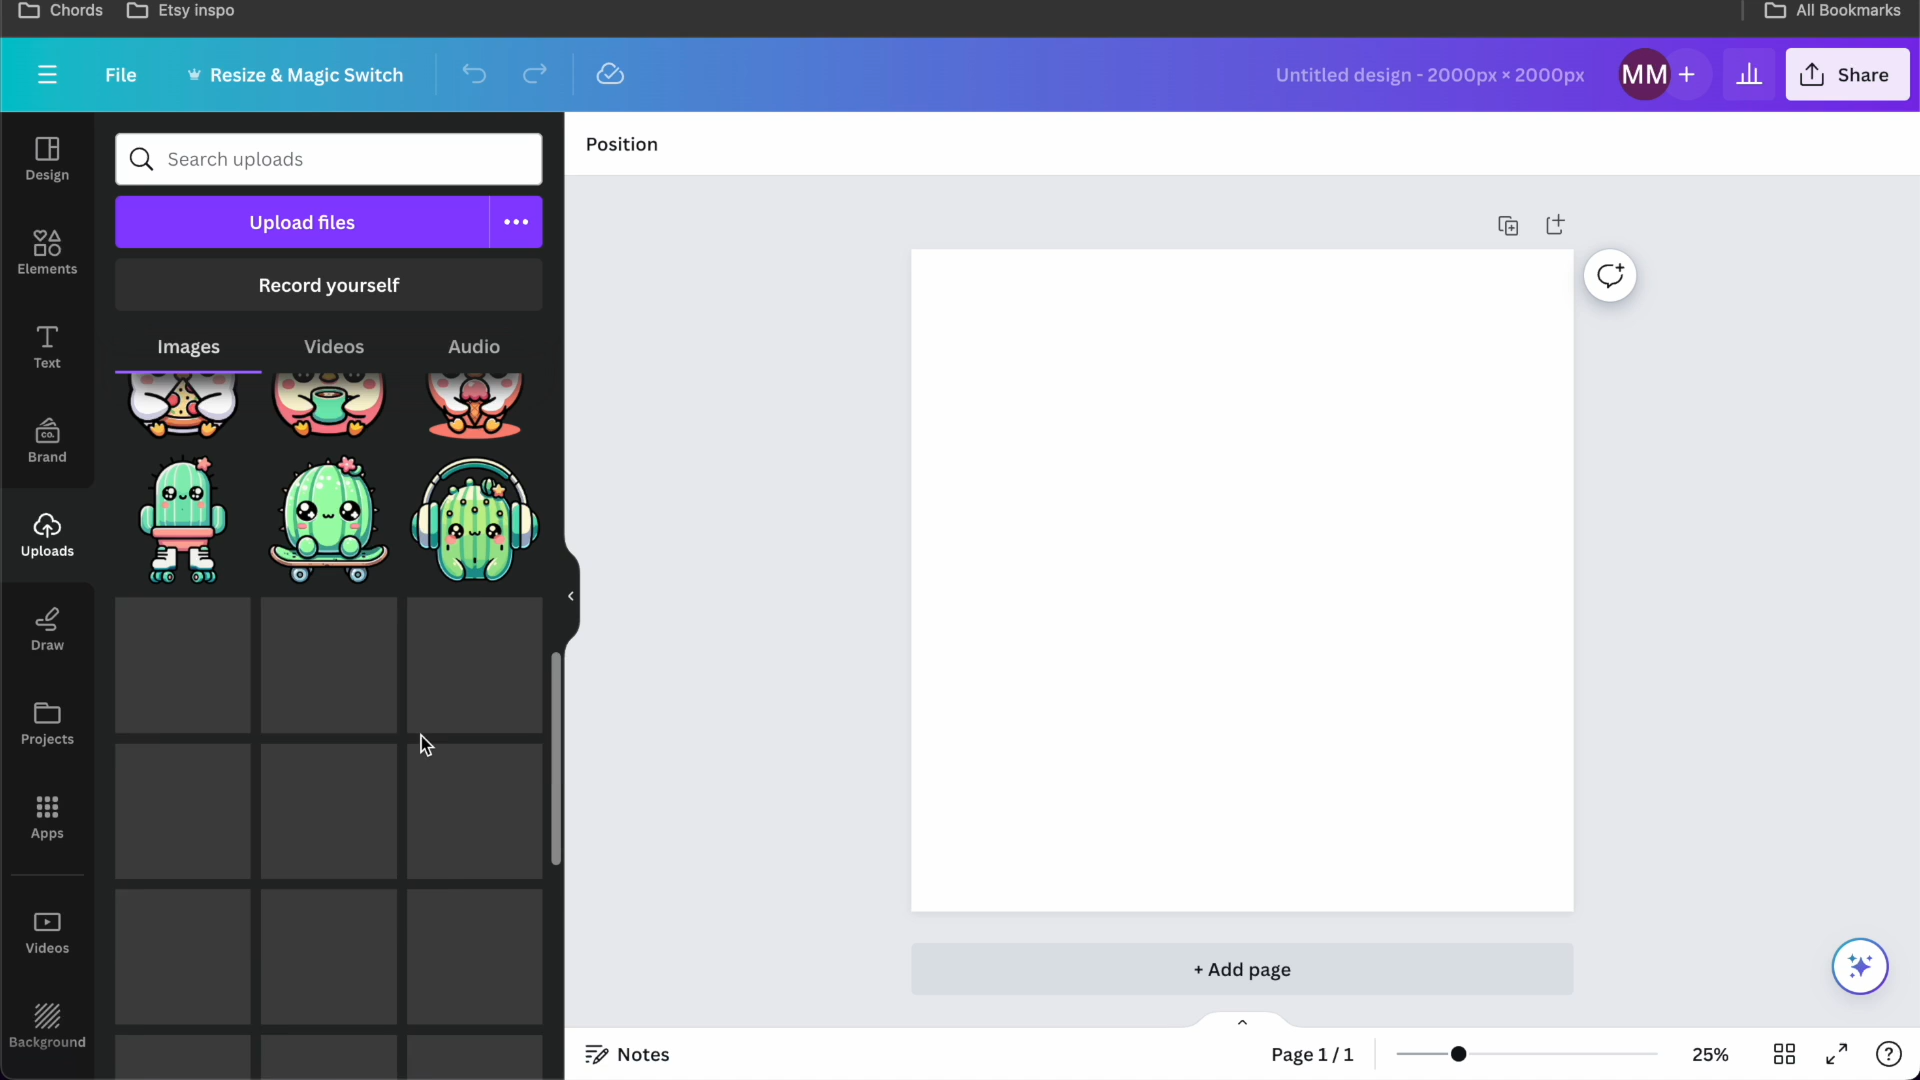 Chords
Etsy inspo
All Bookmarks
File
Resize & Magic Switch
Untitled design - 2000px × 2000px
MM
+
Share
Design
Search uploads
Position
Upload files
Elements
Record yourself
Text
Images
Videos
Audio
CO.
Brand
Uploads
Draw
Projects
Apps
Videos
+ Add page
Background
Notes
Page 1 / 1
25%
?